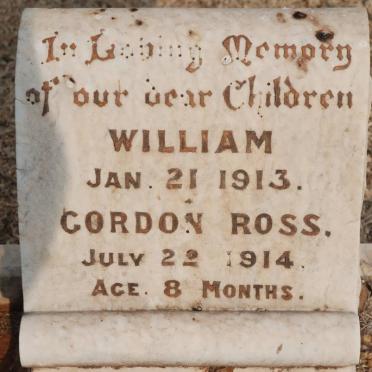 In Loving Memory
of our dear Children
WILLIAM
JAN. 21 1913.
GORDON ROSS.
JULY 22 1914.
AGE. 8 MONTHS.